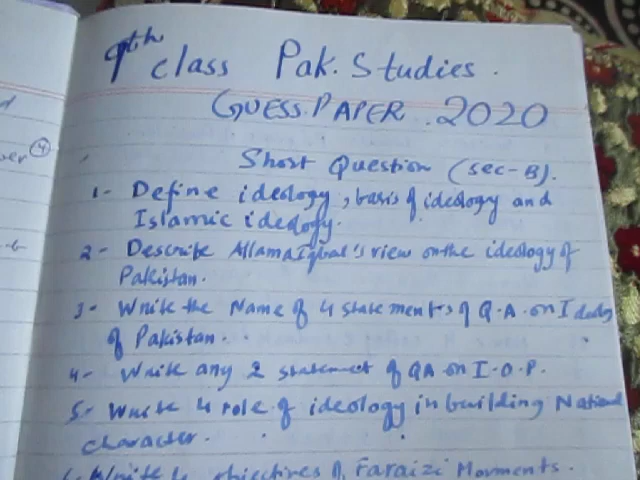 9th class Pak. Studies.
GUESS.PAPER.2020
Short Question (sec-B).
1- Define ideology, basis of ideology and
Islamic ideology.
2- Describe Allama Iqbal's view on the ideology of
Pakistan.
3- Write the Name of 4 statements of Q.A. on Ideology
of Pakistan.
4- Write any 2 statement of QA on I.O.P.
5- Write 4 role of ideology in building National
character.
Write 4 objectives of Faraizi Movments.